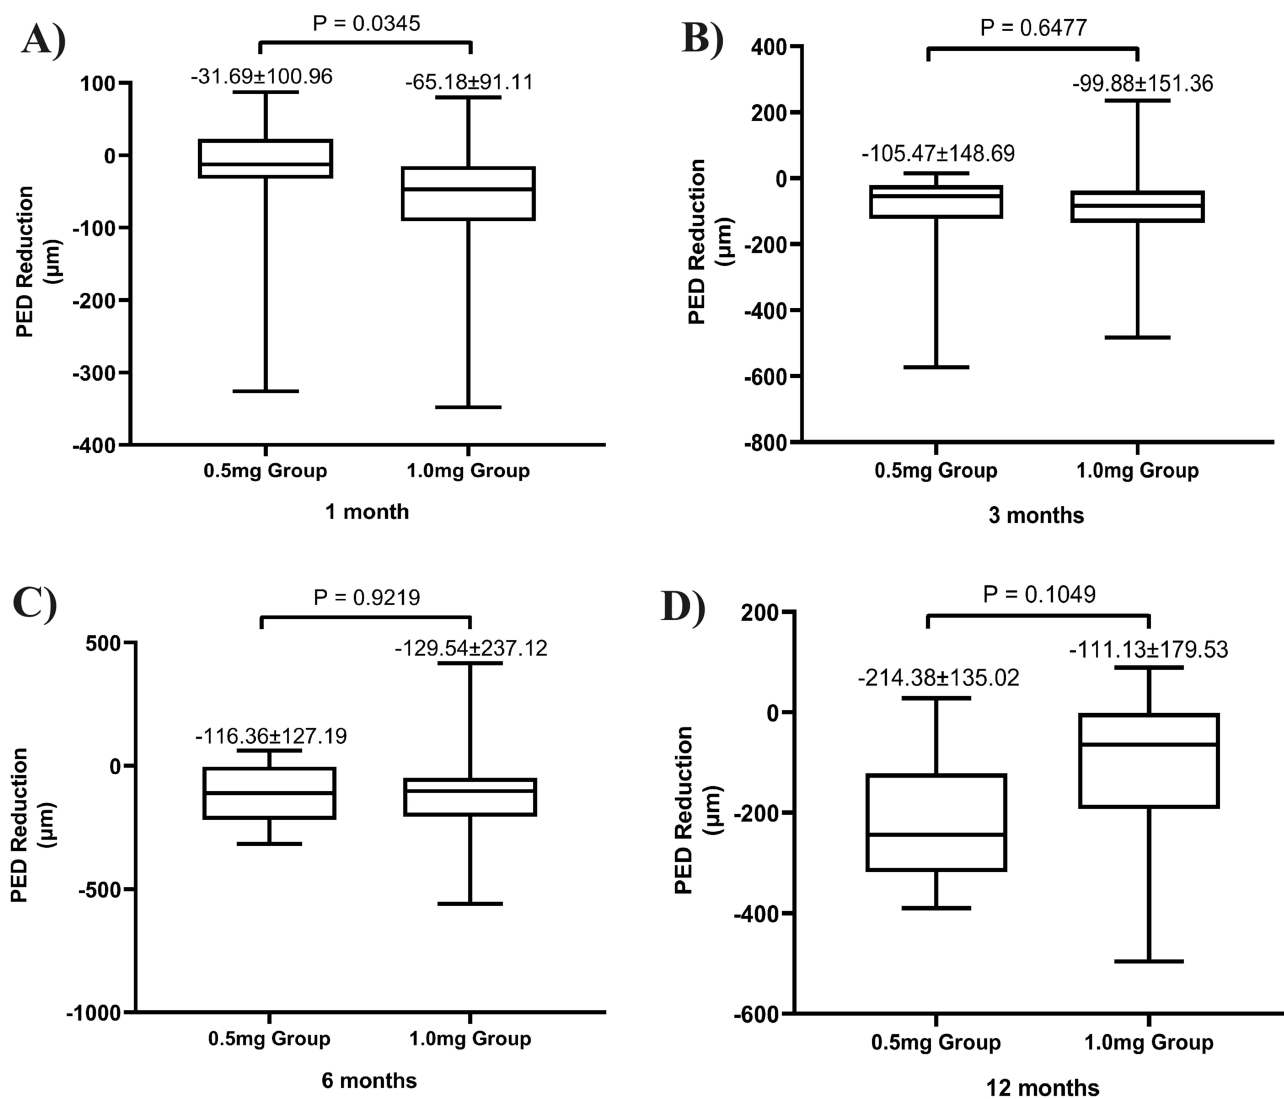 A)
P = 0.0345
-31.69±100.96
-65.18±91.11
100
0
-100
-200
-300
-400
PED Reduction
(μm)
0.5mg Group
1.0mg Group
1 month
B)
P = 0.6477
-105.47±148.69
-99.88±151.36
400
200
0
-200
-400
-600
-800
PED Reduction
(μm)
0.5mg Group
1.0mg Group
3 months
C)
P = 0.9219
-116.36±127.19
-129.54±237.12
500
0
-500
-1000
PED Reduction
(μm)
0.5mg Group
1.0mg Group
6 months
D)
P = 0.1049
-214.38±135.02
-111.13±179.53
200
0
-200
-400
-600
PED Reduction
(μm)
0.5mg Group
1.0mg Group
12 months